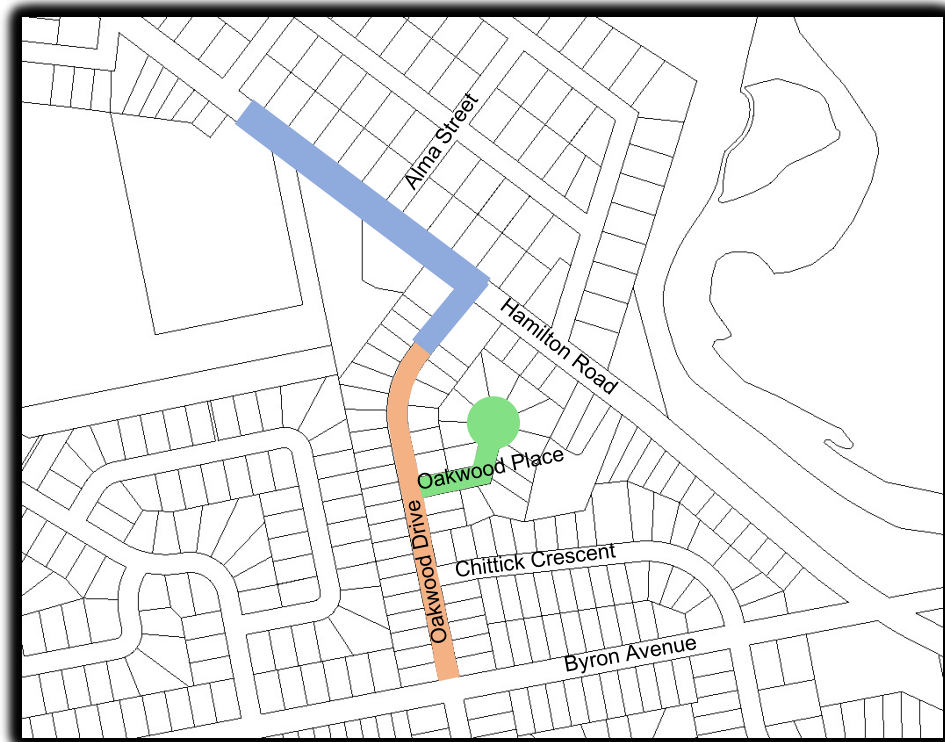 Alma Street
Hamilton Road
Oakwood Place
Oakwood Drive
Chittick Crescent
Byron Avenue